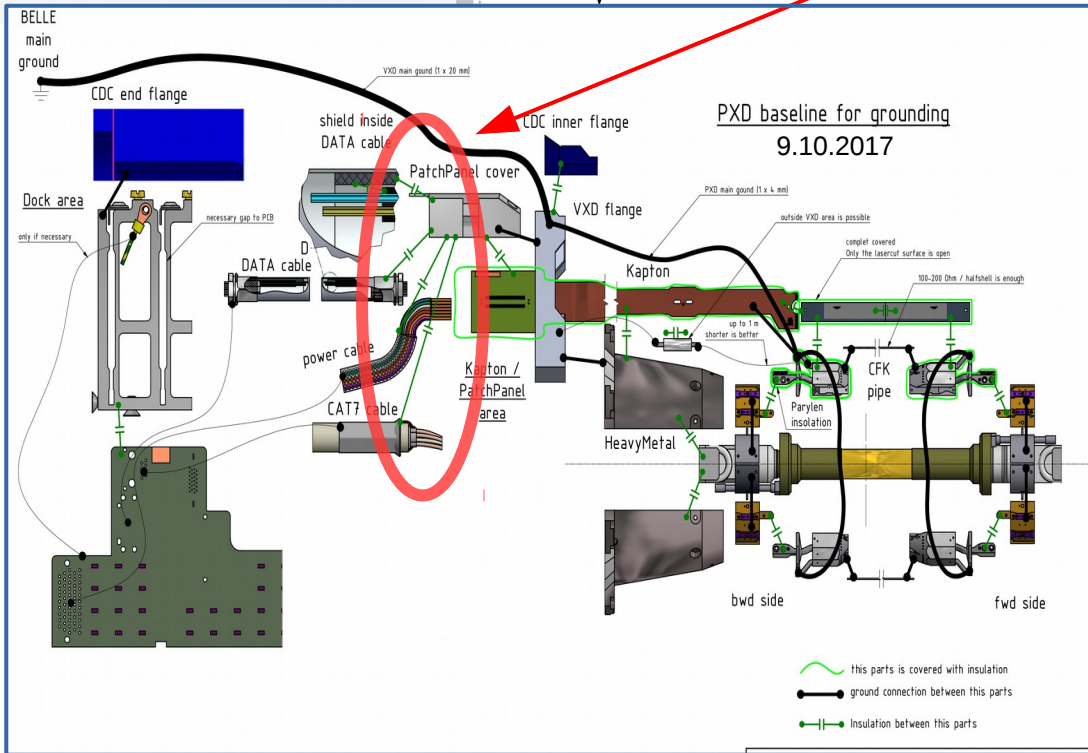 BELLE
main
ground
VXD main gound (1 x 20 mm)
CDC end flange
shield inside
DATA cable
CDC inner flange
PXD baseline for grounding
9.10.2017
PatchPanel cover
VXD flange
PXD main gound (1 x 4 mm)
outside VXD area is possible
Dock area
necessary gap to PCB
only if necessary
D
DATA cable
Kapton
complet covered
Only the lasercut surface is open
100-200 Ohm / halfshell is enough
up to 1 m
shorter is better
power cable
Kapton /
PatchPanel
area
CFK
pipe
CAT7 cable
Parylen
insolation
HeavyMetal
bwd side
fwd side
this parts is covered with insulation
ground connection between this parts
Insulation between this parts